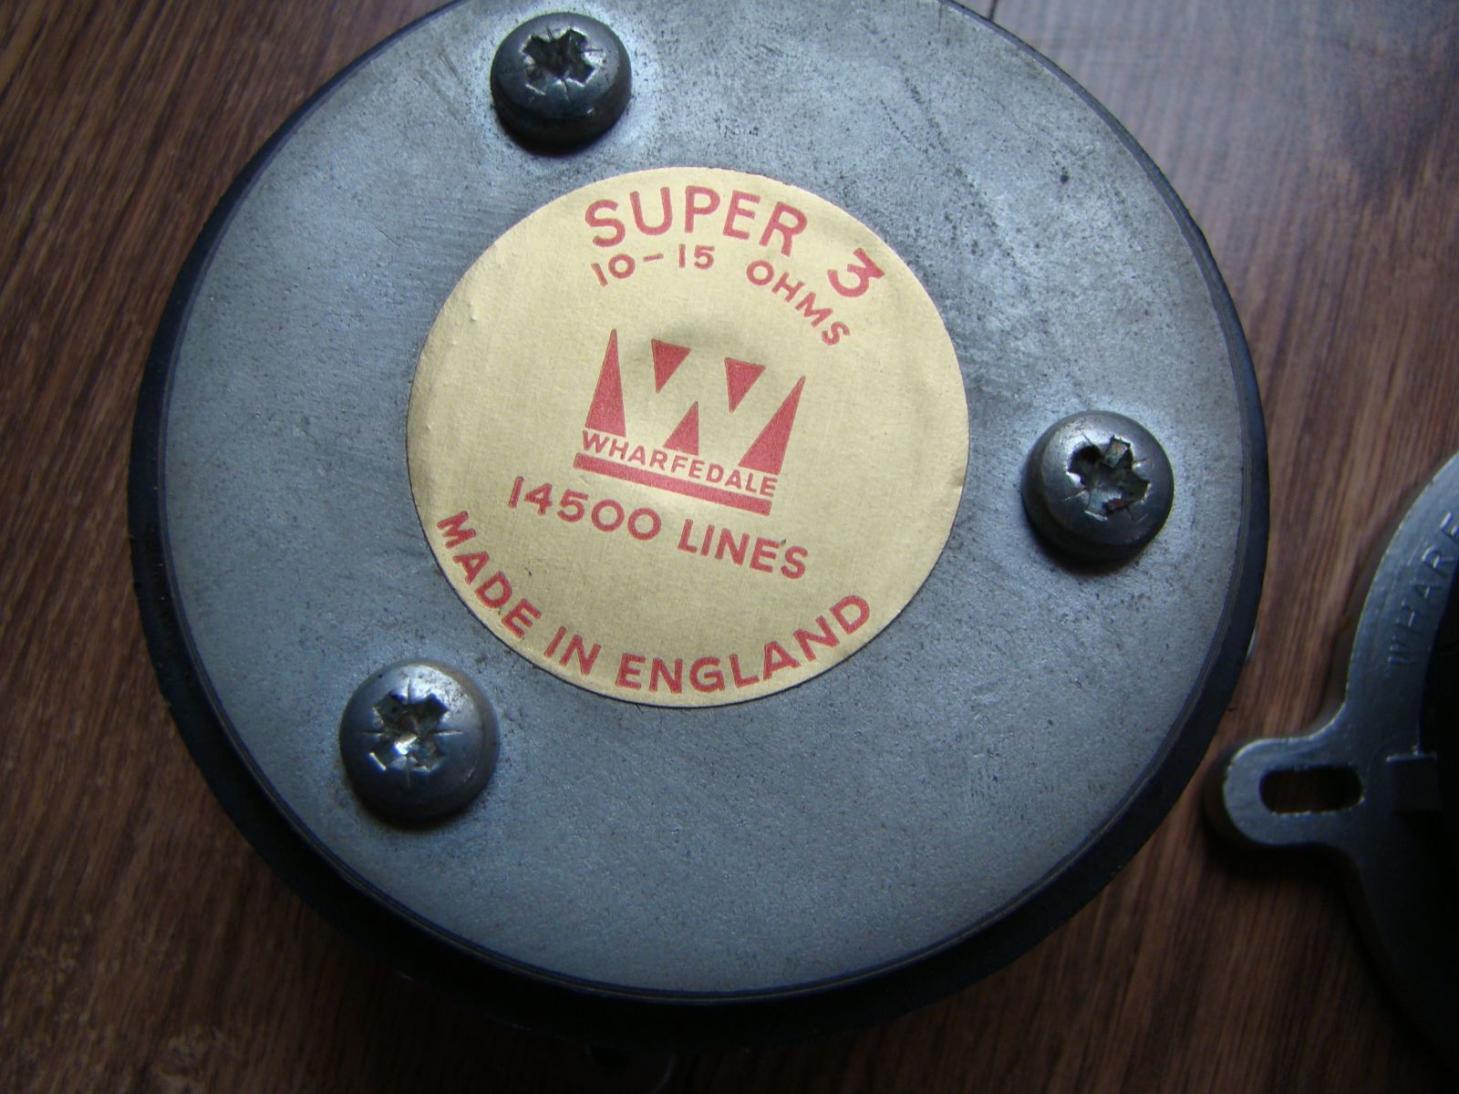 SUPER 3
10-15 OHMS
WHARFEDALE
14500 LINES
MADE IN ENGLAND